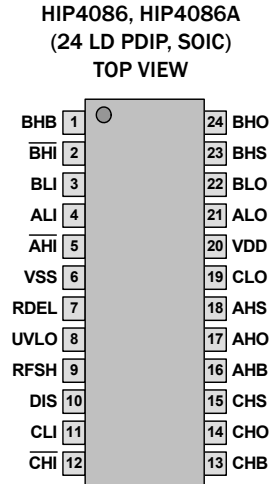 HIP4086, HIP4086A
(24 LD PDIP, SOIC)
TOP VIEW
BHB 1 24 BHO
BHI 2 23 BHS
BLI 3 22 BLO
ALI 4 21 ALO
AHI 5 20 VDD
VSS 6 19 CLO
RDEL 7 18 AHS
UVLO 8 17 AHO
RFSH 9 16 AHB
DIS 10 15 CHS
CLI 11 14 CHO
CHI 12 13 CHB